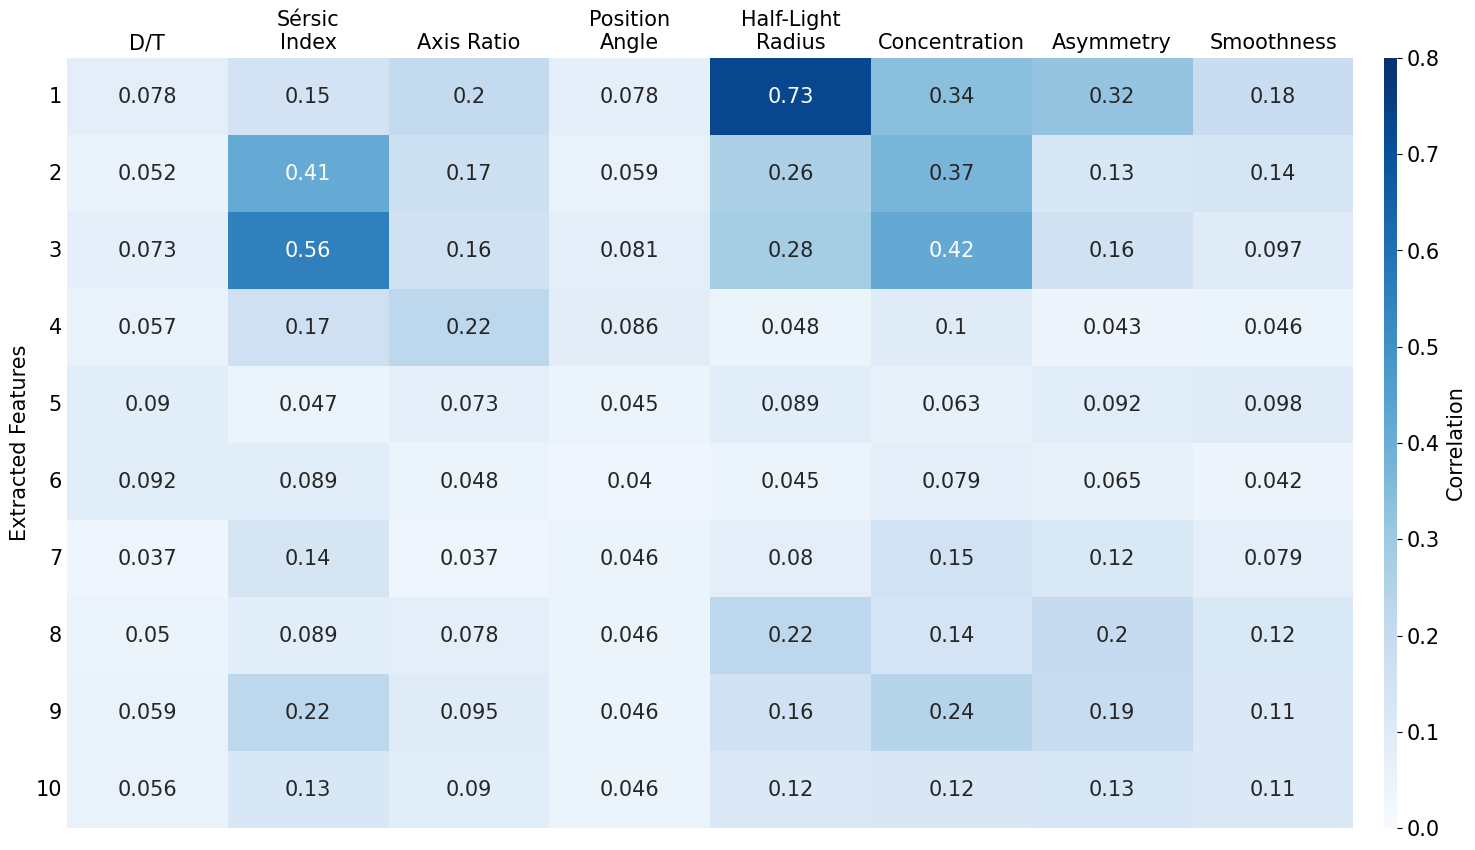 D/T Sérsic Index Axis Ratio Position Angle Half-Light Radius Concentration Asymmetry Smoothness
1 0.078 0.15 0.2 0.078 0.73 0.34 0.32 0.18
2 0.052 0.41 0.17 0.059 0.26 0.37 0.13 0.14
3 0.073 0.56 0.16 0.081 0.28 0.42 0.16 0.097
4 0.057 0.17 0.22 0.086 0.048 0.1 0.043 0.046
5 0.09 0.047 0.073 0.045 0.089 0.063 0.092 0.098
6 0.092 0.089 0.048 0.04 0.045 0.079 0.065 0.042
7 0.037 0.14 0.037 0.046 0.08 0.15 0.12 0.079
8 0.05 0.089 0.078 0.046 0.22 0.14 0.2 0.12
9 0.059 0.22 0.095 0.046 0.16 0.24 0.19 0.11
10 0.056 0.13 0.09 0.046 0.12 0.12 0.13 0.11
Extracted Features
0.8
0.7
0.6
0.5
0.4
0.3
0.2
0.1
0.0
Correlation